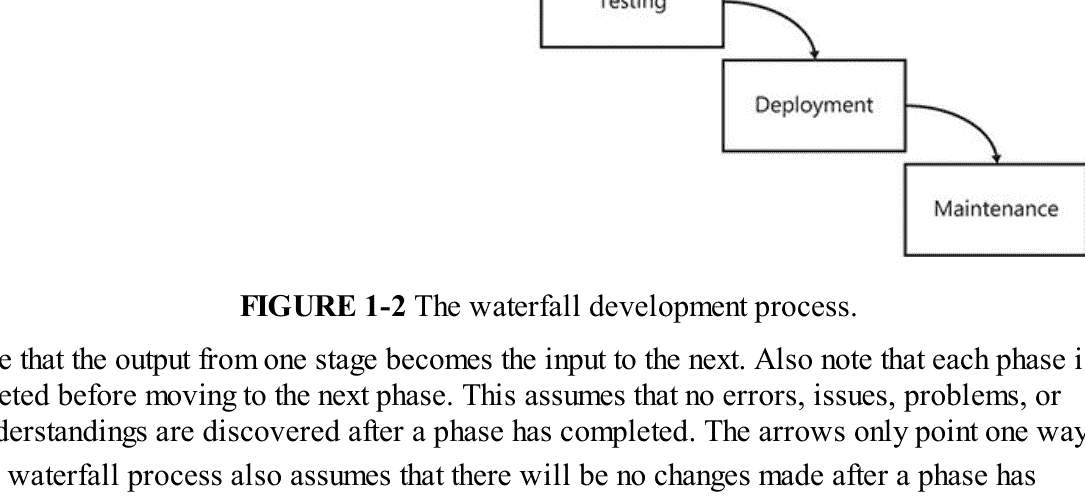 Testing
Deployment
Maintenance
FIGURE 1-2 The waterfall development process.
e that the output from one stage becomes the input to the next. Also note that each phase i
eted before moving to the next phase. This assumes that no errors, issues, problems, or
derstandings are discovered after a phase has completed. The arrows only point one way
waterfall process also assumes that there will be no changes made after a phase has